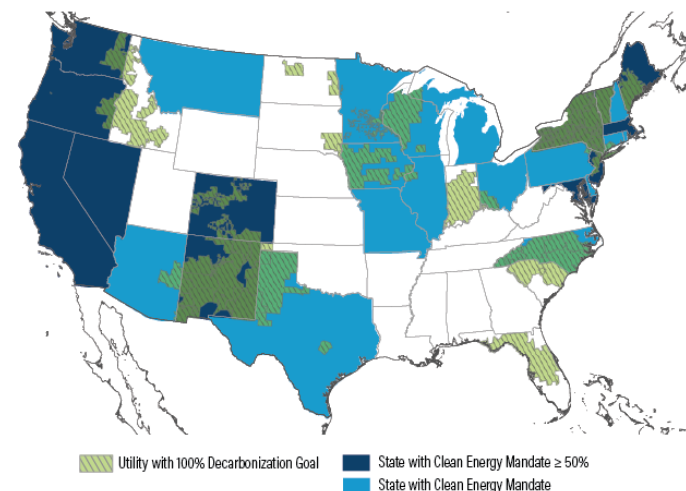 Utility with 100% Decarbonization Goal
State with Clean Energy Mandate ≥ 50%
State with Clean Energy Mandate